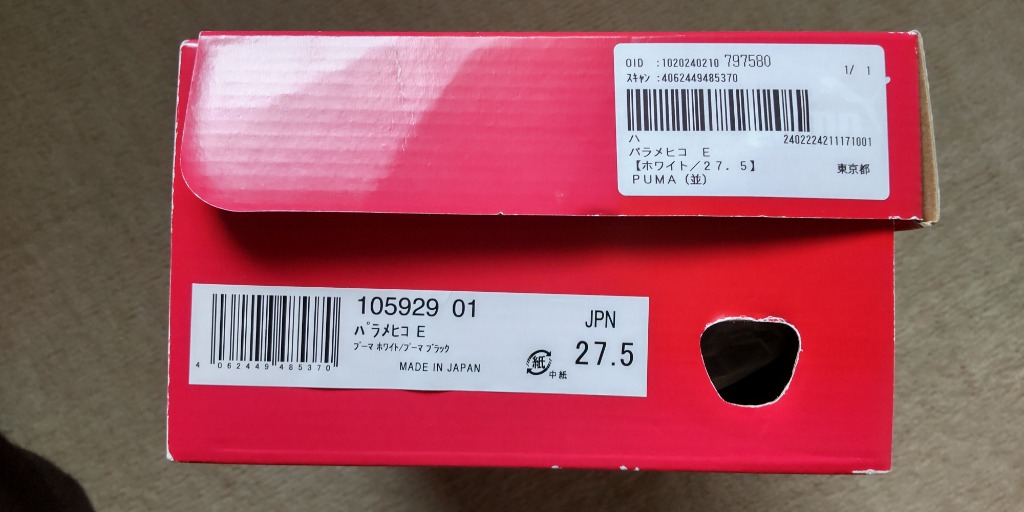 OID :1020240210 797580
1/ 1
スキャン :4062449485370
ハ
2402224211171001
パラメヒコ E
【ホワイト／27．5】
東京都
PUMA（並）
105929 01
JPN
パラメヒコ E
プーマ ホワイト/プーマ ブラック
27.5
紙
中紙
MADE IN JAPAN
4 062449 485370